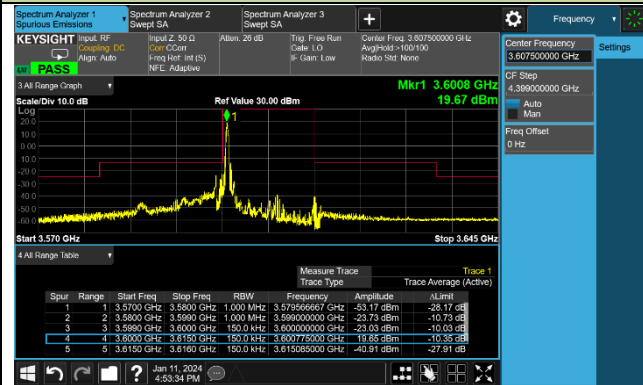 Spectrum Analyzer 1
Spurious Emissions
Spectrum Analyzer 2
Swept SA
Spectrum Analyzer 3
Swept SA
+
Frequency
KEYSIGHT
Input: RF
Coupling: DC
Align: Auto
Input Z: 50 Ω
Corr CCorr
Freq Ref: Int (S)
NFE: Adaptive
Atten: 26 dB
Trig: Free Run
Gate: LO
IF Gain: Low
Center Freq: 3.607500000 GHz
Avg|Hold:>100/100
Radio Std: None
PASS
Center Frequency
3.607500000 GHz
Settings
CF Step
4.399000000 GHz
Auto
Man
Freq Offset
0 Hz
3 All Range Graph
Mkr1 3.6008 GHz
19.67 dBm
Scale/Div 10.0 dB
Ref Value 30.00 dBm
Log
1
20.0
10.0
0.00
-10.0
-20.0
-30.0
-40.0
-50.0
-60.0
Start 3.570 GHz
Stop 3.645 GHz
4 All Range Table
Measure Trace Trace 1
Trace Type Trace Average (Active)
Spur Range Start Freq Stop Freq RBW Frequency Amplitude ΔLimit
1 1 3.5700 GHz 3.5800 GHz 1.000 MHz 3.579566667 GHz -53.17 dBm -28.17 dB
2 2 3.5800 GHz 3.5990 GHz 1.000 MHz 3.599000000 GHz -23.73 dBm -10.73 dB
3 3 3.5990 GHz 3.6000 GHz 150.0 kHz 3.600000000 GHz -23.03 dBm -10.03 dB
4 4 3.6000 GHz 3.6150 GHz 150.0 kHz 3.600775000 GHz 19.65 dBm -10.35 dB
5 5 3.6150 GHz 3.6160 GHz 150.0 kHz 3.615085000 GHz -40.91 dBm -27.91 dB
?
Jan 11, 2024
4:53:34 PM